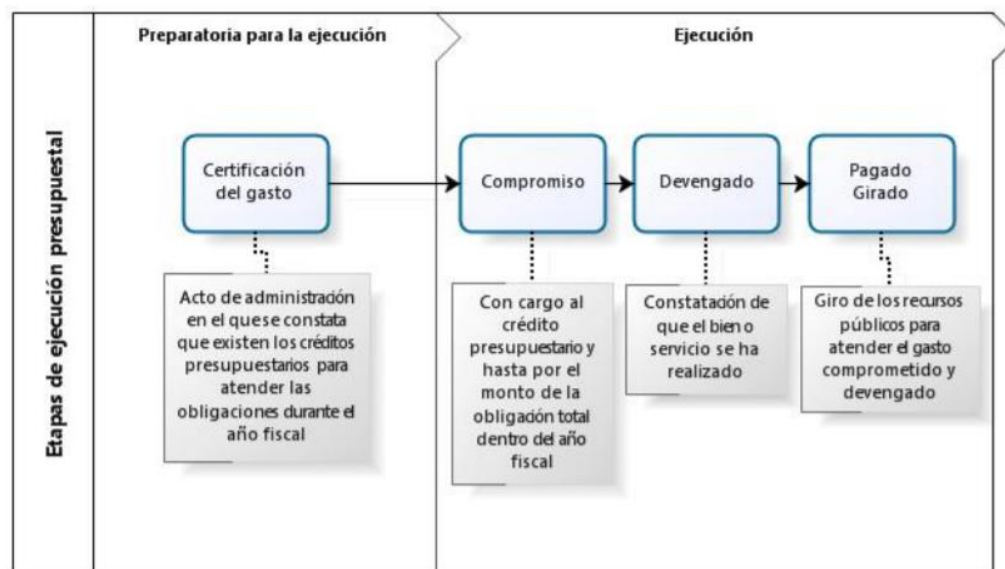 Preparatoria para la ejecución
Ejecución
Etapas de ejecución presupuestal
Certificación
del gasto
Compromiso
Devengado
Pagado
Girado
Acto de administración
en el que se constata
que existen los créditos
presupuestarios para
atender las
obligaciones durante el
año fiscal
Con cargo al
crédito
presupuestario y
hasta por el
monto de la
obligación total
dentro del año
fiscal
Constatación de
que el bien o
servicio se ha
realizado
Giro de los recursos
públicos para
atender el gasto
comprometido y
devengado